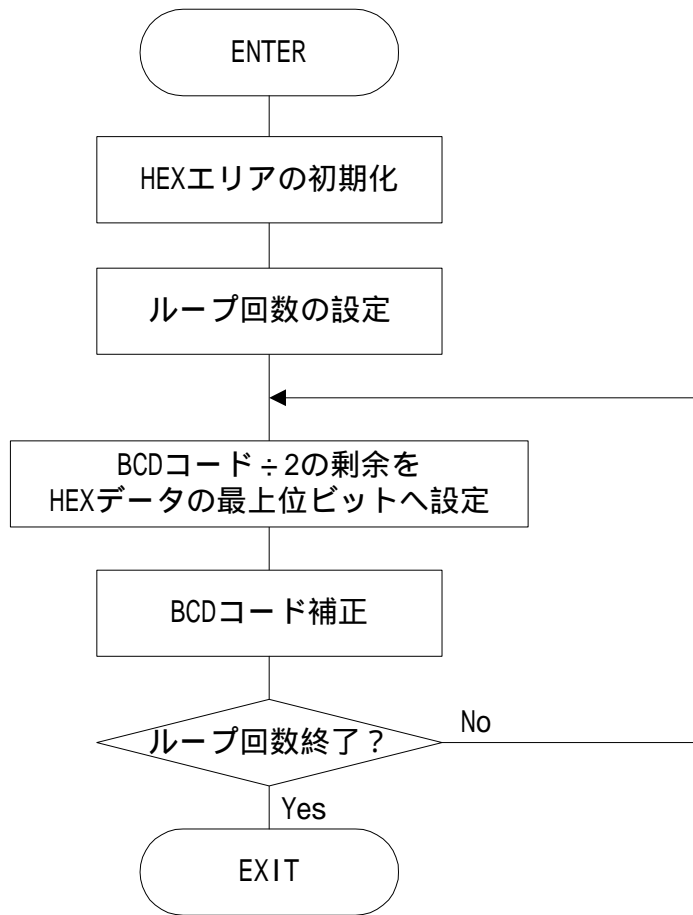 ENTER
HEXエリアの初期化
ループ回数の設定
BCDコード÷2の剰余を
HEXデータの最上位ビットへ設定
BCDコード補正
ループ回数終了？
No
Yes
EXIT